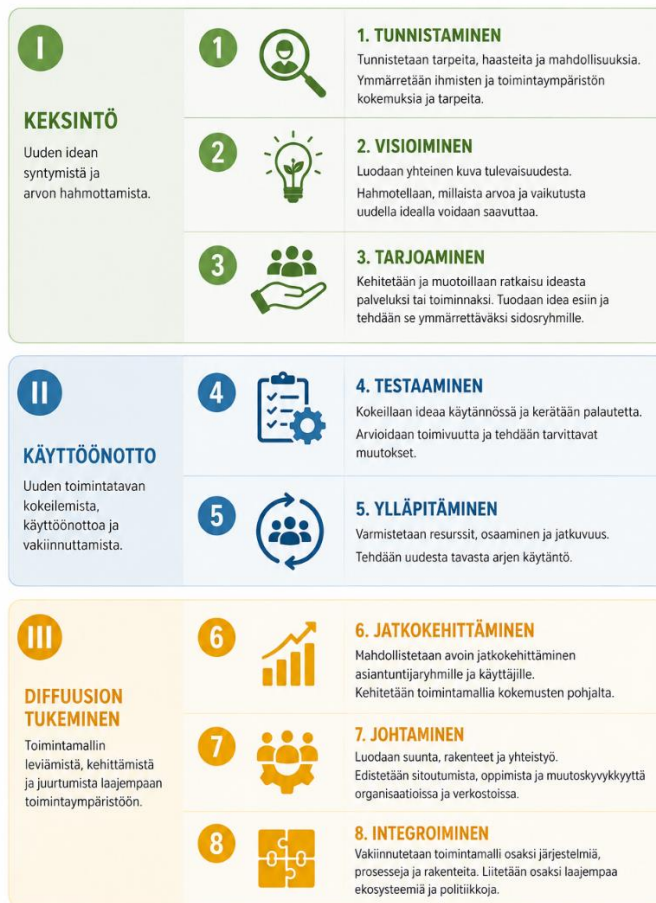 I
KEKSINTÖ
Uuden idean
syntymistä ja
arvon hahmottamista.
1
1. TUNNISTAMINEN
Tunnistetaan tarpeita, haasteita ja mahdollisuuksia.
Ymmärretään ihmisten ja toimintaympäristön
kokemuksia ja tarpeita.
2
2. VISIOIMINEN
Luodaan yhteinen kuva tulevaisuudesta.
Hahmotellaan, millaista arvoa ja vaikutusta
uudella idealla voidaan saavuttaa.
3
3. TARJOAMINEN
Kehitetään ja muotoillaan ratkaisu ideasta
palveluksi tai toiminnaksi. Tuodaan idea esiin ja
tehdään se ymmärrettäväksi sidosryhmille.
II
KÄYTTÖÖNOTTO
Uuden toimintatavan
kokeilemista,
käyttöönottoa ja
vakiinnuttamista.
4
4. TESTAAMINEN
Kokeillaan ideaa käytännössä ja kerätään palautetta.
Arvioidaan toimivuutta ja tehdään tarvittavat
muutokset.
5
5. YLLÄPITÄMINEN
Varmistetaan resurssit, osaaminen ja jatkuvuus.
Tehdään uudesta tavasta arjen käytäntö.
III
DIFFUUSION
TUKEMINEN
Toimintamallin
leviämistä, kehittämistä
ja juurtumista laajempaan
toimintaympäristöön.
6
6. JATKOKEHITTÄMINEN
Mahdollistetaan avoin jatkokehittäminen
asiantuntijaryhmille ja käyttäjille.
Kehitetään toimintamallia kokemusten pohjalta.
7
7. JOHTAMINEN
Luodaan suunta, rakenteet ja yhteistyö.
Edistetään sitoutumista, oppimista ja muutoskyvykkyyttä
organisaatioissa ja verkostoissa.
8
8. INTEGROIMINEN
Vakiinnutetaan toimintamalli osaksi järjestelmiä,
prosesseja ja rakenteita. Liitetään osaksi laajempaa
ekosysteemiä ja politiikkoja.